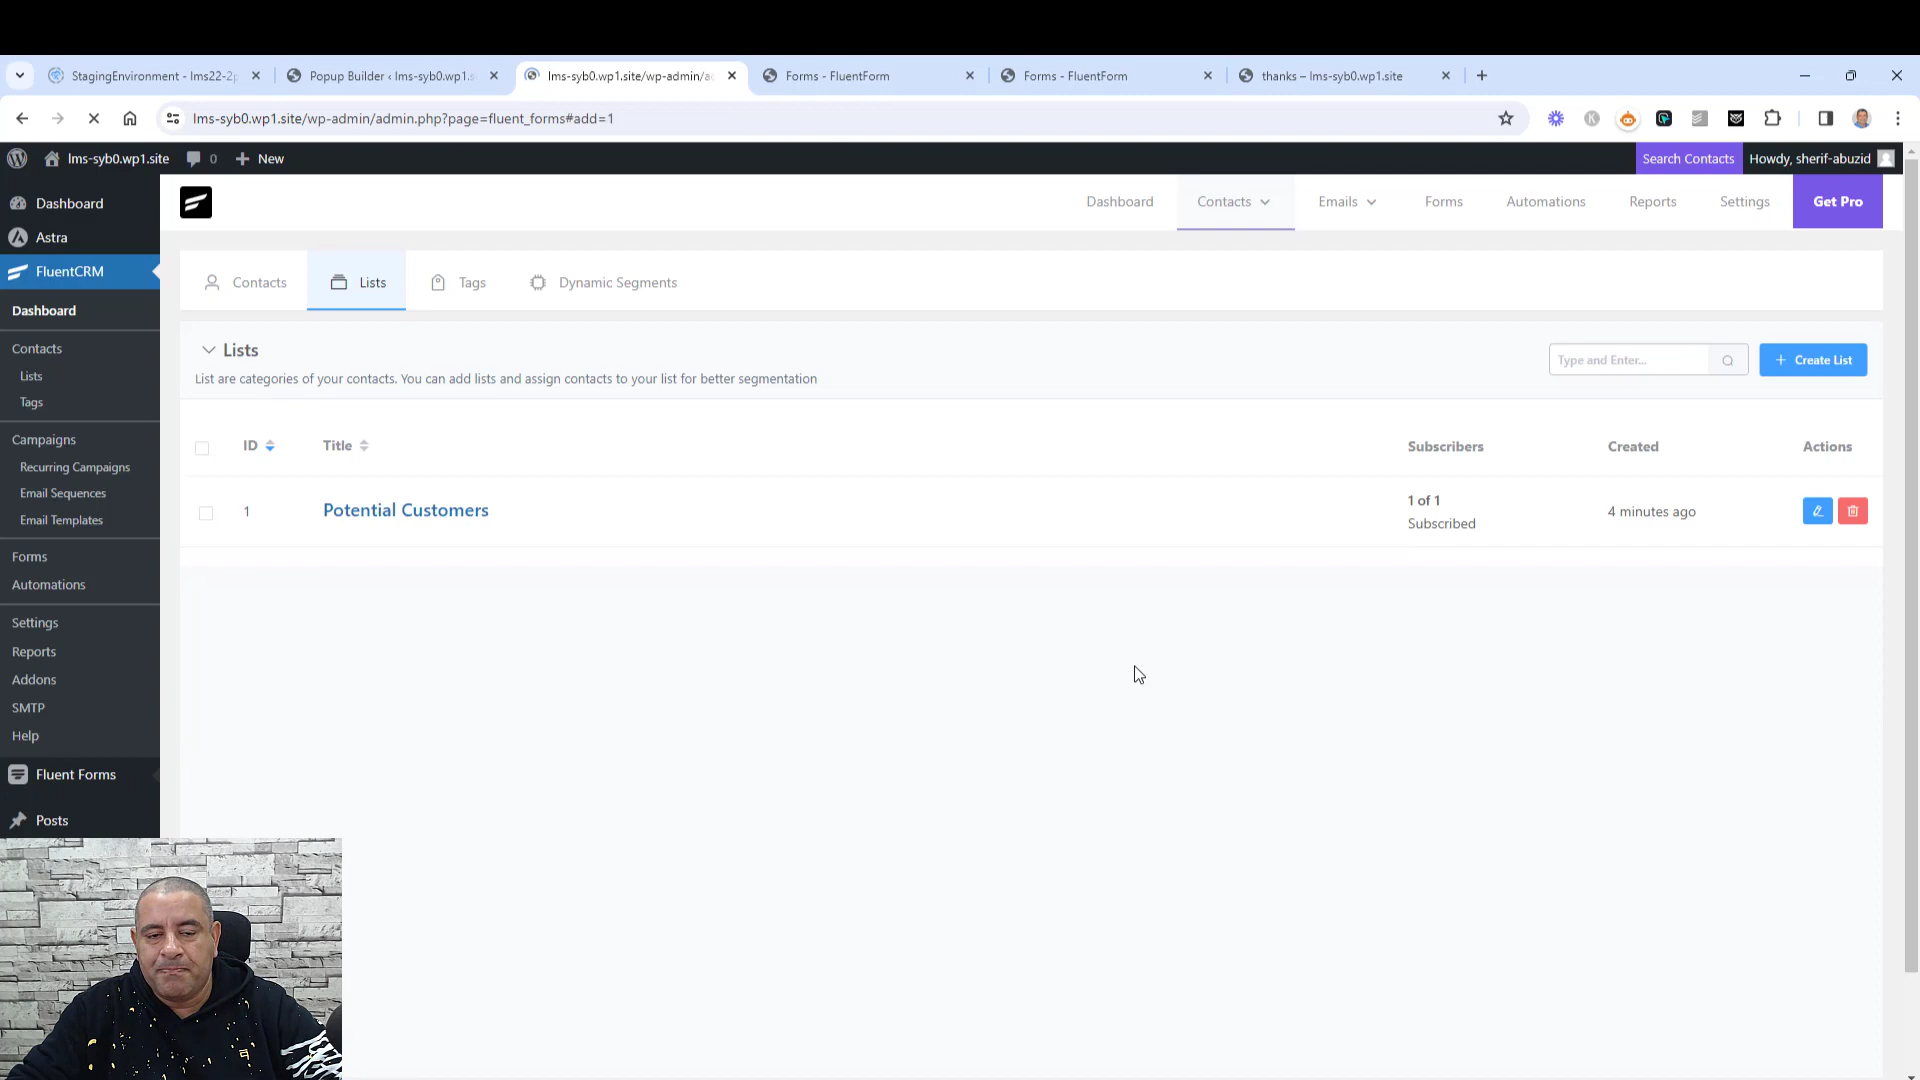 StagingEnvironment - lms22-2p
Popup Builder ‹ lms-syb0.wp1.s
lms-syb0.wp1.site/wp-admin/ad
Forms - FluentForm
Forms - FluentForm
thanks – lms-syb0.wp1.site
lms-syb0.wp1.site/wp-admin/admin.php?page=fluent_forms#add=1
lms-syb0.wp1.site
0
New
Search Contacts
Howdy, sherif-abuzid
Dashboard
Astra
FluentCRM
Dashboard
Contacts
Lists
Tags
Campaigns
Recurring Campaigns
Email Sequences
Email Templates
Forms
Automations
Settings
Reports
Addons
SMTP
Help
Fluent Forms
Posts
Dashboard
Contacts
Emails
Forms
Automations
Reports
Settings
Get Pro
Contacts
Lists
Tags
Dynamic Segments
Lists
List are categories of your contacts. You can add lists and assign contacts to your list for better segmentation
Type and Enter...
Create List
ID
Title
Subscribers
Created
Actions
1
Potential Customers
1 of 1
Subscribed
4 minutes ago